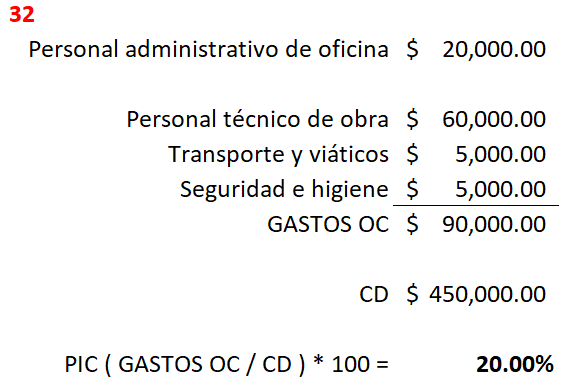 32
Personal administrativo de oficina $ 20,000.00
Personal técnico de obra $ 60,000.00
Transporte y viáticos $ 5,000.00
Seguridad e higiene $ 5,000.00
GASTOS OC $ 90,000.00
CD $ 450,000.00
PIC ( GASTOS OC / CD ) * 100 = 20.00%